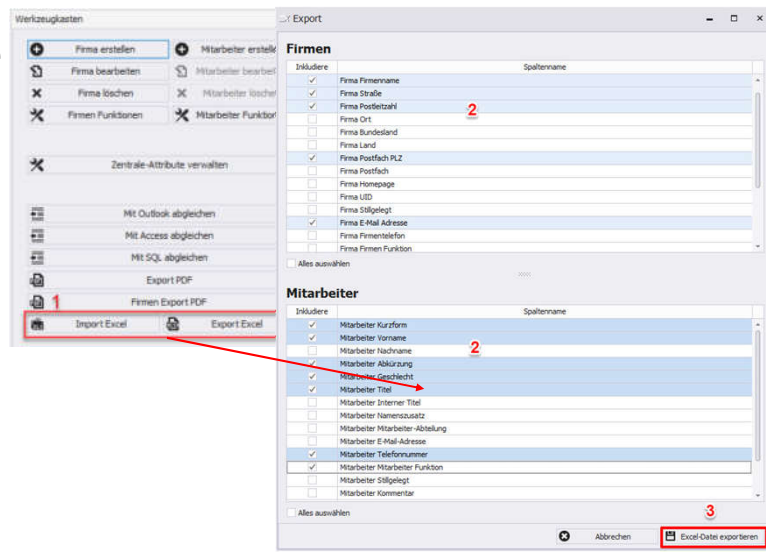 Werkzeugkasten
Firma erstellen
Mitarbeiter erstelle
Firma bearbeiten
Mitarbeiter bearbeit
Firma löschen
Mitarbeiter lösche
Firmen Funktionen
Mitarbeiter Funktion
Zentrale-Attribute verwalten
Mit Outlook abgleichen
Mit Access abgleichen
Mit SQL abgleichen
Export PDF
1
Firmen Export PDF
Import Excel
Export Excel
Export
Firmen
Inkludiere
Spaltenname
Firma Firmenname
Firma Straße
Firma Postleitzahl
2
Firma Ort
Firma Bundesland
Firma Land
Firma Postfach PLZ
Firma Postfach
Firma Homepage
Firma UID
Firma Stillgelegt
Firma E-Mail Adresse
Firma Firmentelefon
Firma Firmen Funktion
Alles auswählen
Mitarbeiter
Inkludiere
Spaltenname
Mitarbeiter Kurzform
Mitarbeiter Vorname
2
Mitarbeiter Nachname
Mitarbeiter Abkürzung
Mitarbeiter Geschlecht
Mitarbeiter Titel
Mitarbeiter Interner Titel
Mitarbeiter Namenszusatz
Mitarbeiter Mitarbeiter-Abteilung
Mitarbeiter E-Mail-Adresse
Mitarbeiter Telefonnummer
Mitarbeiter Mitarbeiter Funktion
Mitarbeiter Stillgelegt
Mitarbeiter Kommentar
Alles auswählen
3
Abbrechen
Excel-Datei exportieren